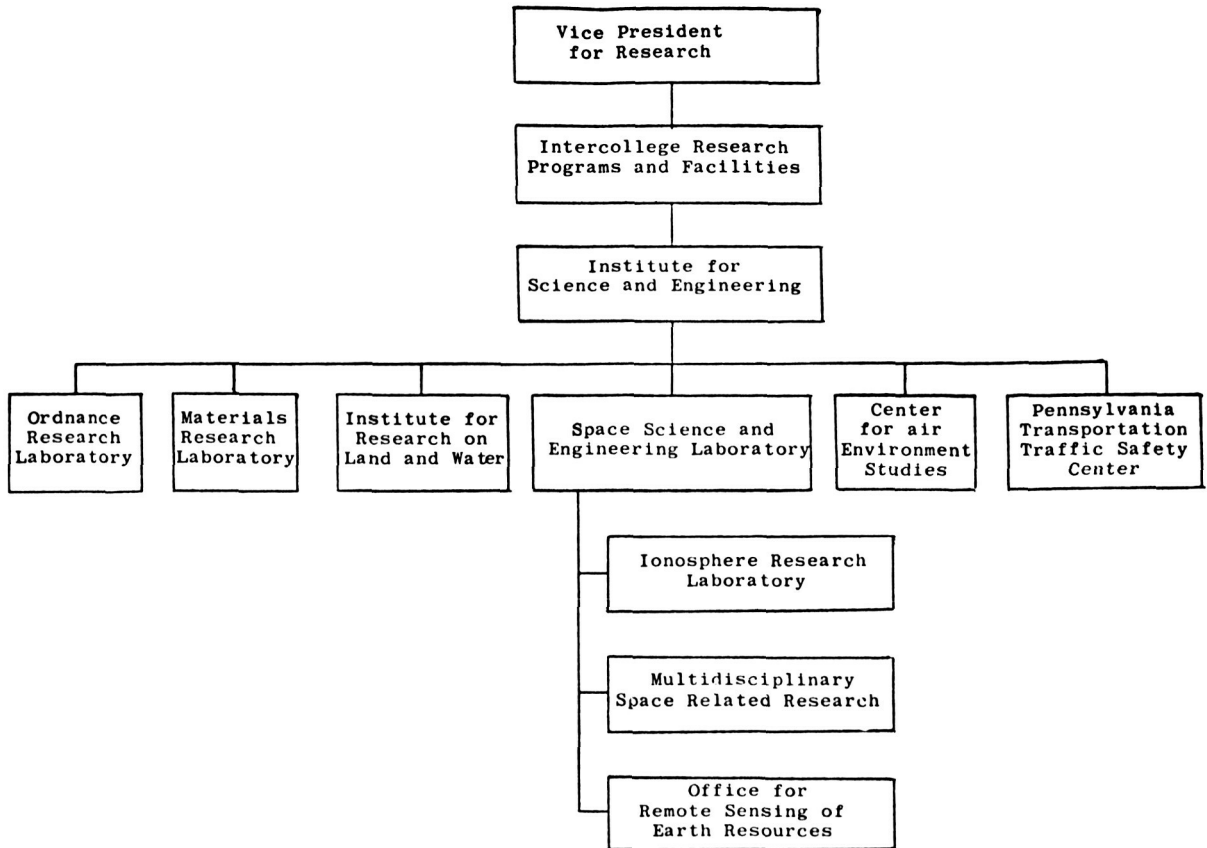 Vice President
for Research
Intercollege Research
Programs and Facilities
Institute for
Science and Engineering
Ordnance
Research
Laboratory
Materials
Research
Laboratory
Institute for
Research on
Land and Water
Space Science and
Engineering Laboratory
Center
for air
Environment
Studies
Pennsylvania
Transportation
Traffic Safety
Center
Ionosphere Research
Laboratory
Multidisciplinary
Space Related Research
Office for
Remote Sensing of
Earth Resources